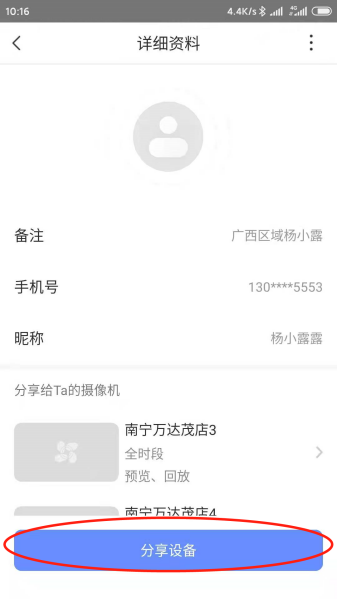 10:16
4.4K/s
4G
详细资料
备注
广西区域杨小露
手机号
130****5553
昵称
杨小露露
分享给Ta的摄像机
南宁万达茂店3
全时段
预览、回放
南宁万达茂店4
分享设备